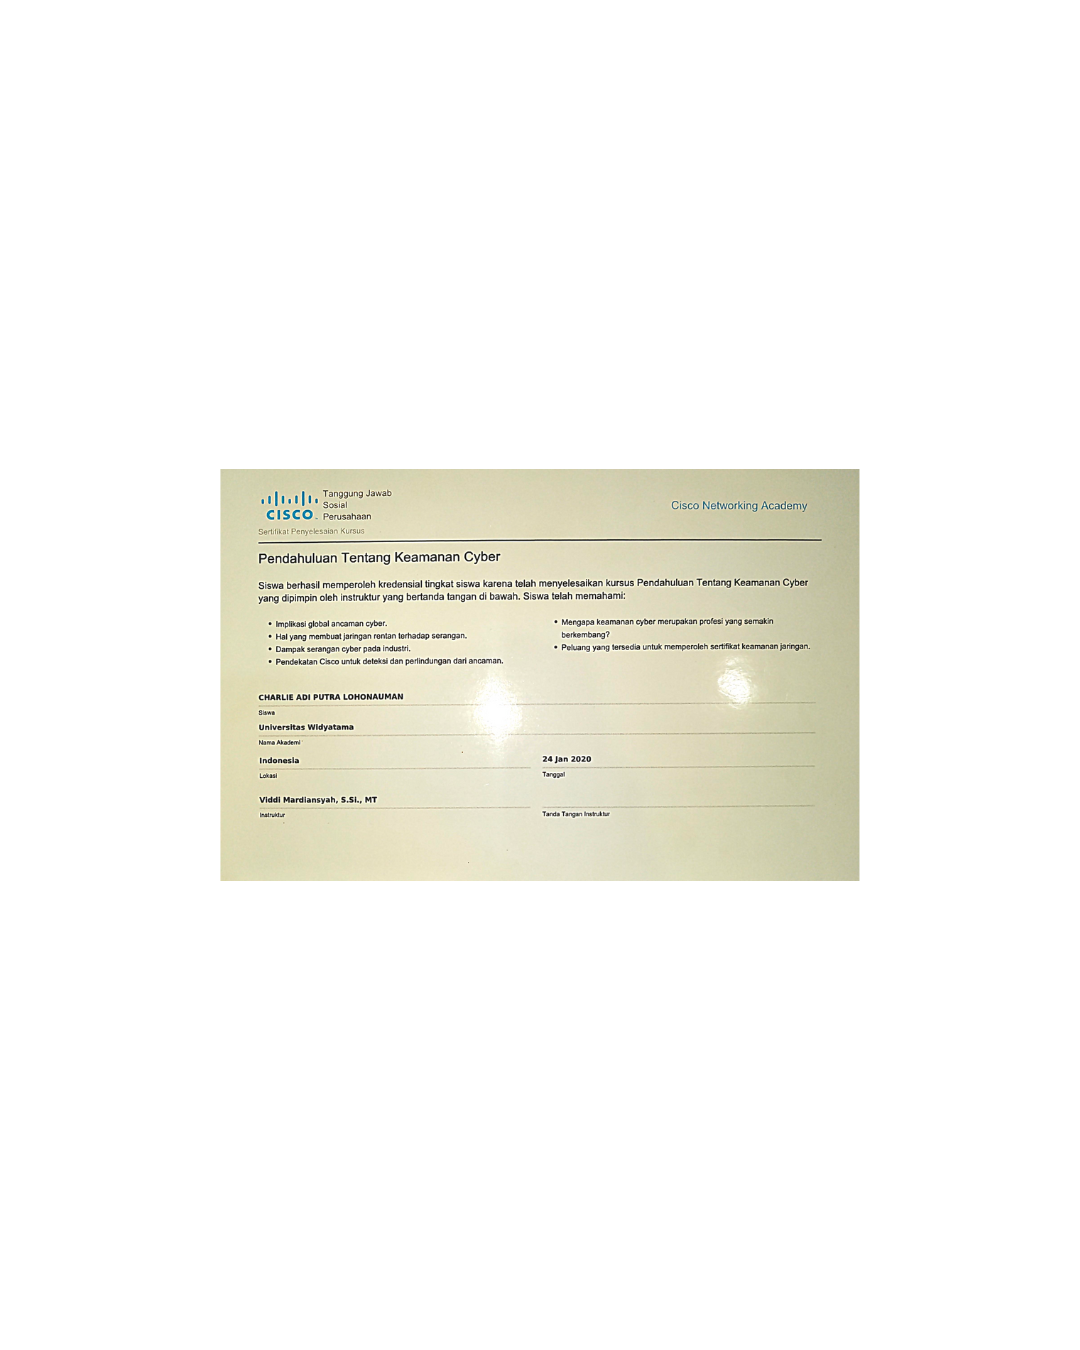 Tanggung Jawab
Sosial
Perusahaan
CISCO
Cisco Networking Academy
Sertifikat Penyelesaian Kursus
Pendahuluan Tentang Keamanan Cyber
Siswa berhasil memperoleh kredensial tingkat siswa karena telah menyelesaikan kursus Pendahuluan Tentang Keamanan Cyber
yang dipimpin oleh instruktur yang bertanda tangan di bawah. Siswa telah memahami:
• Implikasi global ancaman cyber.
• Hal yang membuat jaringan rentan terhadap serangan.
• Dampak serangan cyber pada industri.
• Pendekatan Cisco untuk deteksi dan perlindungan dari ancaman.
• Mengapa keamanan cyber merupakan profesi yang semakin
berkembang?
• Peluang yang tersedia untuk memperoleh sertifikat keamanan jaringan.
CHARLIE ADI PUTRA LOHONAUMAN
Siswa
Universitas Widyatama
Nama Akademi
Indonesia
Lokasi
24 Jan 2020
Tanggal
Viddi Mardiansyah, S.Si., MT
Instruktur
Tanda Tangan Instruktur